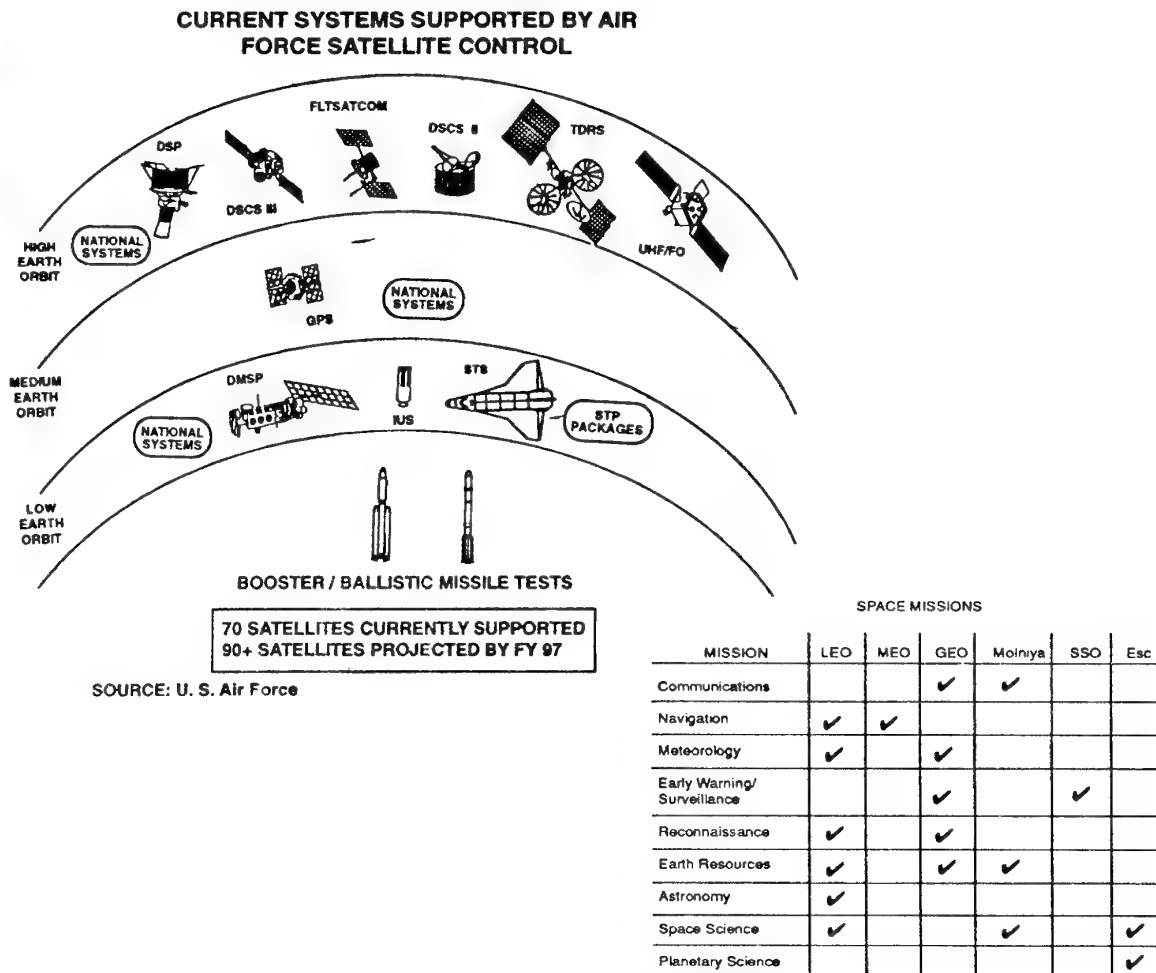 CURRENT SYSTEMS SUPPORTED BY AIR
FORCE SATELLITE CONTROL
FLTSATCOM
DSP
DSCS II
TDRS
DSCS III
UHF/FO
HIGH
EARTH
ORBIT
NATIONAL
SYSTEMS
GPS
NATIONAL
SYSTEMS
MEDIUM
EARTH
ORBIT
DMSP
STS
IUS
NATIONAL
SYSTEMS
STP
PACKAGES
LOW
EARTH
ORBIT
BOOSTER / BALLISTIC MISSILE TESTS
70 SATELLITES CURRENTLY SUPPORTED
90+ SATELLITES PROJECTED BY FY 97
SOURCE: U. S. Air Force
SPACE MISSIONS
MISSION LEO MEO GEO Molniya SSO Esc
Communications ✔ ✔
Navigation ✔ ✔
Meteorology ✔ ✔
Early Warning/
Surveillance ✔ ✔
Reconnaissance ✔ ✔
Earth Resources ✔ ✔ ✔
Astronomy ✔
Space Science ✔ ✔ ✔
Planetary Science ✔